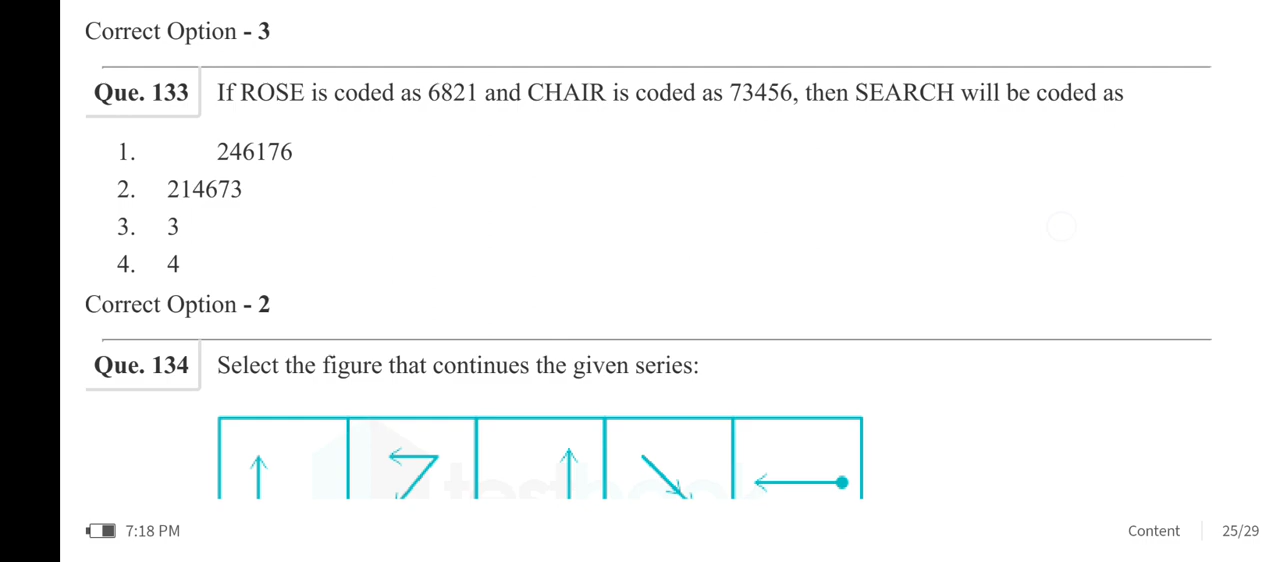 Correct Option - 3
Que. 133 If ROSE is coded as 6821 and CHAIR is coded as 73456, then SEARCH will be coded as
1. 246176
2. 214673
3. 3
4. 4
Correct Option - 2
Que. 134 Select the figure that continues the given series:
7:18 PM Content 25/29